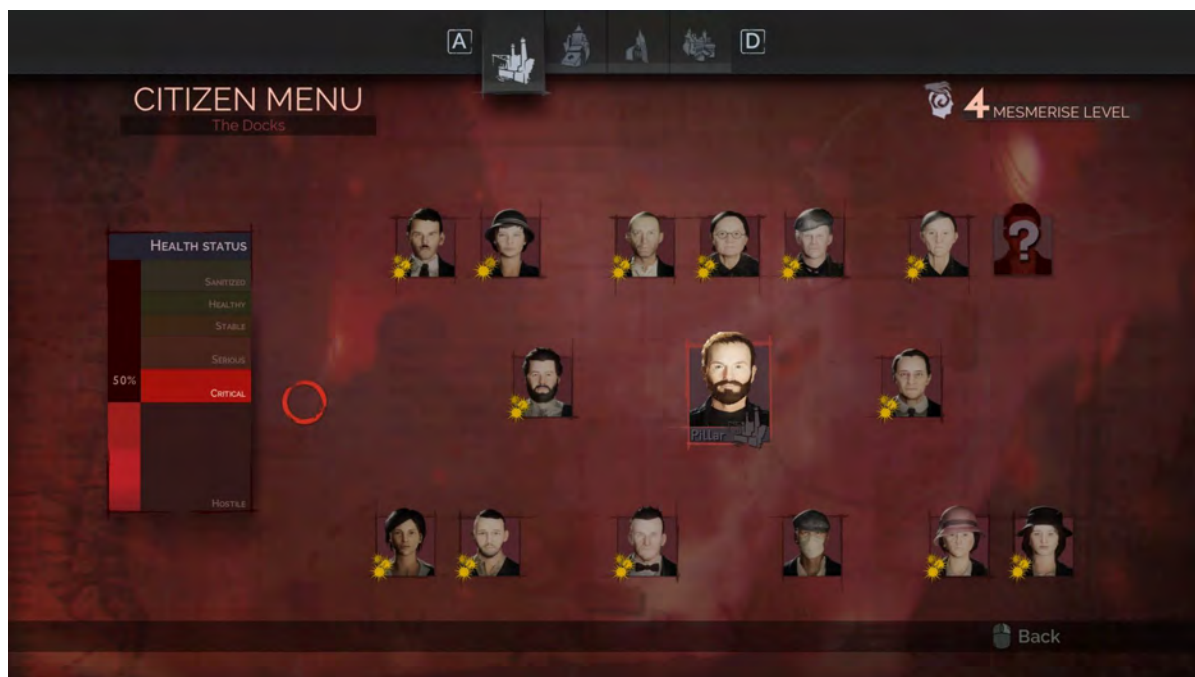 A
D
CITIZEN MENU
The Docks
4 MESMERISE LEVEL
HEALTH STATUS
SANITIZED
HEALTHY
STABLE
SERIOUS
50%
CRITICAL
HOSTILE
?
Pillar
Back